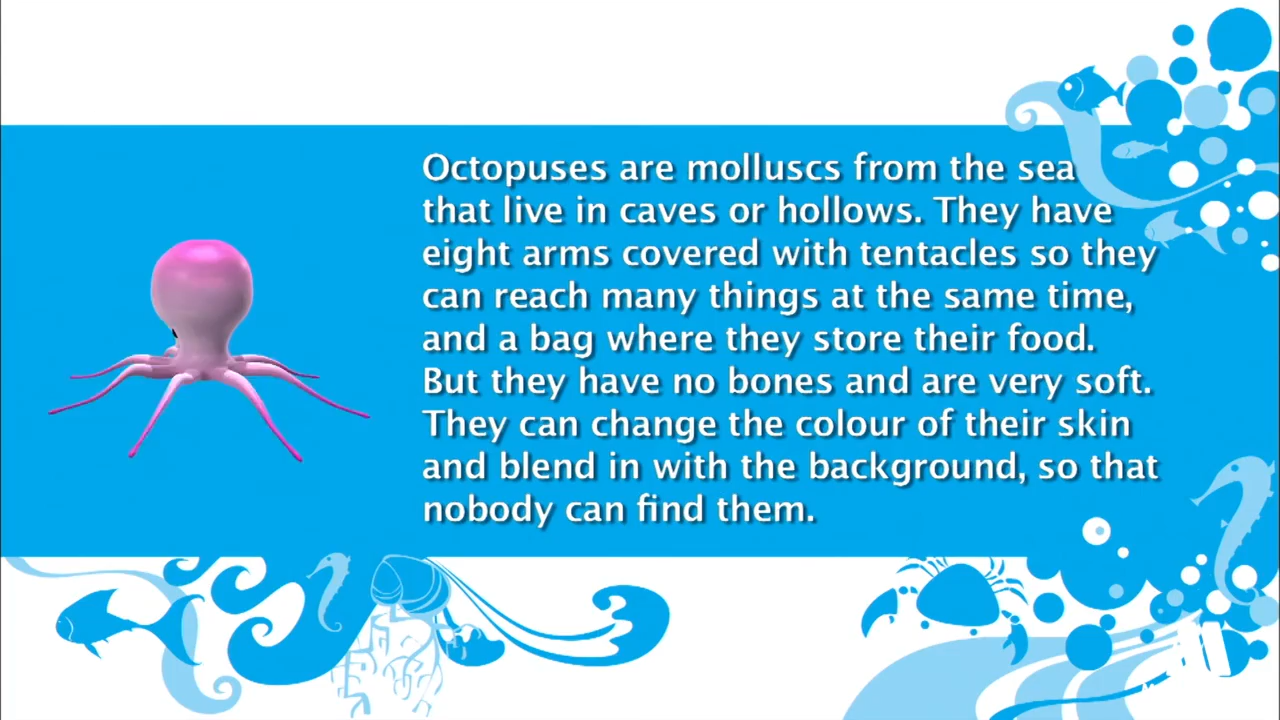 Octopuses are molluscs from the sea
that live in caves or hollows. They have
eight arms covered with tentacles so they
can reach many things at the same time,
and a bag where they store their food.
But they have no bones and are very soft.
They can change the colour of their skin
and blend in with the background, so that
nobody can find them.